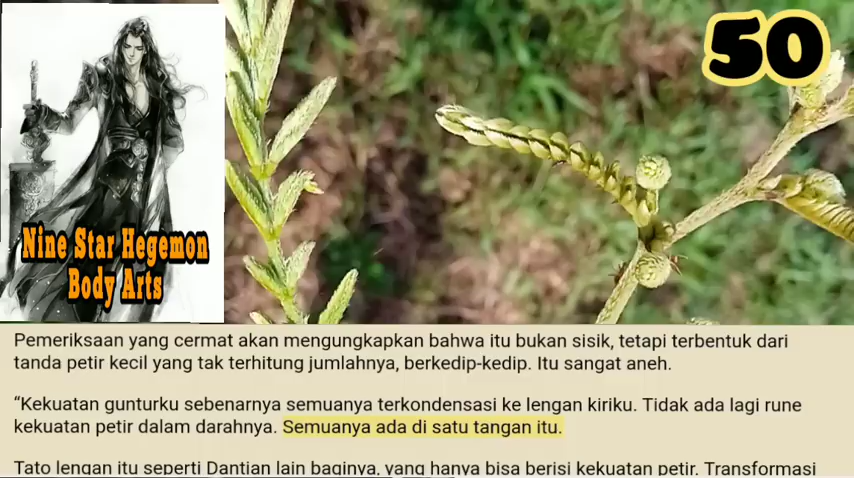 50
Nine Star Hegemon
Body Arts
Pemeriksaan yang cermat akan mengungkapkan bahwa itu bukan sisik, tetapi terbentuk dari
tanda petir kecil yang tak terhitung jumlahnya, berkedip-kedip. Itu sangat aneh.
“Kekuatan gunturku sebenarnya semuanya terkondensasi ke lengan kiriku. Tidak ada lagi rune
kekuatan petir dalam darahnya. Semuanya ada di satu tangan itu.
Tato lengan itu seperti Dantian lain baginya, yang hanya bisa berisi kekuatan petir. Transformasi